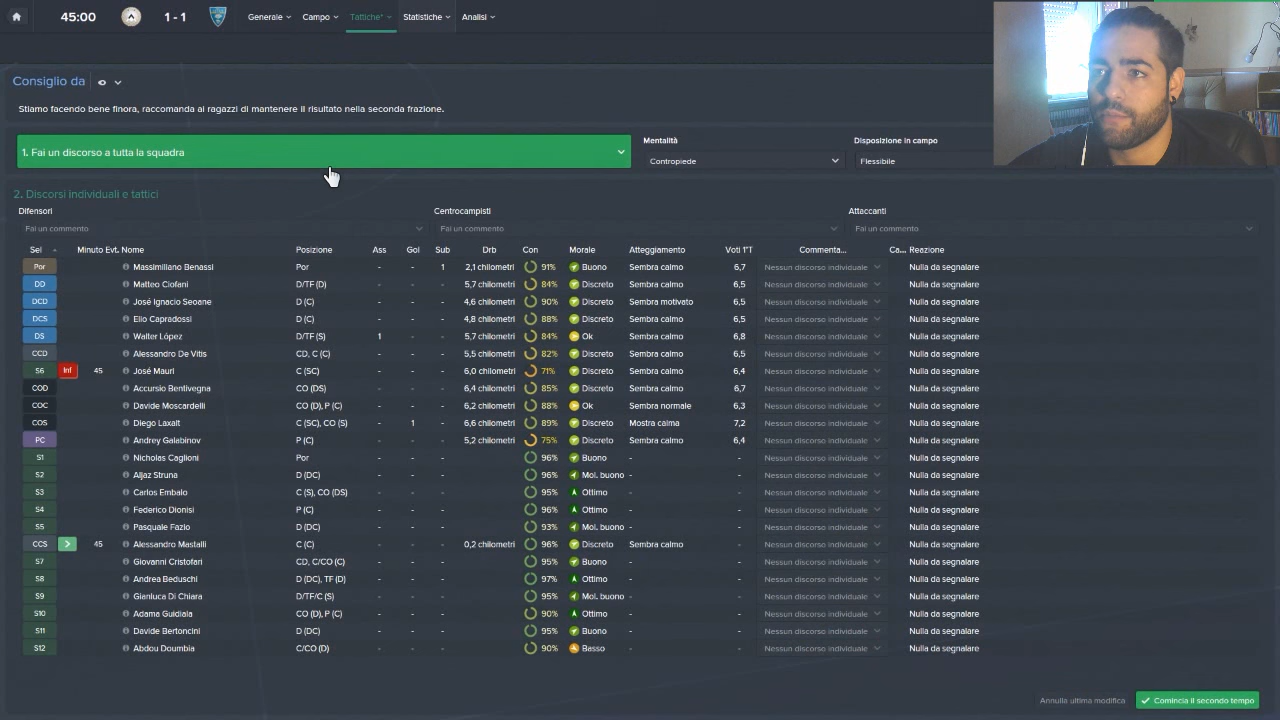 45:00 1 - 1 Generale Campo Tattiche* Statistiche Analisi
Consiglio da
Stiamo facendo bene finora, raccomanda ai ragazzi di mantenere il risultato nella seconda frazione.
1. Fai un discorso a tutta la squadra
Mentalità Disposizione in campo
Contropiede Flessibile
2. Discorsi individuali e tattici
Difensori Centrocampisti Attaccanti
Fai un commento Fai un commento Fai un commento
Sel Minuto Evt. Nome Posizione Ass Gol Sub Drb Con Morale Atteggiamento Voti 1°T Commenta... Ca... Reazione
Por Massimiliano Benassi Por - - 1 2,1 chilometri 91% Buono Sembra calmo 6,7 Nessun discorso individuale Nulla da segnalare
DD Matteo Ciofani D/TF (D) - - - 5,7 chilometri 84% Discreto Sembra calmo 6,5 Nessun discorso individuale Nulla da segnalare
DCD José Ignacio Seoane D (C) - - - 4,6 chilometri 90% Discreto Sembra motivato 6,5 Nessun discorso individuale Nulla da segnalare
DCS Elio Capradossi D (C) - - - 4,8 chilometri 88% Discreto Sembra calmo 6,5 Nessun discorso individuale Nulla da segnalare
DS Walter López D/TF (S) 1 - - 5,7 chilometri 84% Ok Sembra calmo 6,8 Nessun discorso individuale Nulla da segnalare
CCD Alessandro De Vitis CD, C (C) - - - 5,5 chilometri 82% Discreto Sembra calmo 6,5 Nessun discorso individuale Nulla da segnalare
S6 Inf 45 José Mauri C (SC) - - - 6,0 chilometri 71% Discreto Sembra calmo 6,4 Nessun discorso individuale Nulla da segnalare
COD Accursio Bentivegna CO (DS) - - - 6,4 chilometri 85% Discreto Sembra calmo 6,7 Nessun discorso individuale Nulla da segnalare
COC Davide Moscardelli CO (D), P (C) - - - 6,2 chilometri 88% Ok Sembra normale 6,3 Nessun discorso individuale Nulla da segnalare
COS Diego Laxalt C (SC), CO (S) - 1 - 6,6 chilometri 89% Discreto Mostra calma 7,2 Nessun discorso individuale Nulla da segnalare
PC Andrey Galabinov P (C) - - - 5,2 chilometri 75% Discreto Sembra calmo 6,4 Nessun discorso individuale Nulla da segnalare
S1 Nicholas Caglioni Por - - - 96% Buono - - Nessun discorso individuale Nulla da segnalare
S2 Aljaz Struna D (DC) - - - 96% Mol. buono - - Nessun discorso individuale Nulla da segnalare
S3 Carlos Embalo C (S), CO (DS) - - - 95% Ottimo - - Nessun discorso individuale Nulla da segnalare
S4 Federico Dionisi P (C) - - - 96% Ottimo - - Nessun discorso individuale Nulla da segnalare
S5 Pasquale Fazio D (DC) - - - 93% Mol. buono - - Nessun discorso individuale Nulla da segnalare
CCS 45 Alessandro Mastalli C (C) - - - 0,2 chilometri 96% Discreto Sembra calmo - Nessun discorso individuale Nulla da segnalare
S7 Giovanni Cristofari CD, C/CO (C) - - - 95% Buono - - Nessun discorso individuale Nulla da segnalare
S8 Andrea Beduschi D (DC), TF (D) - - - 97% Ottimo - - Nessun discorso individuale Nulla da segnalare
S9 Gianluca Di Chiara D/TF/C (S) - - - 95% Mol. buono - - Nessun discorso individuale Nulla da segnalare
S10 Adama Guidiala CO (D), P (C) - - - 90% Ottimo - - Nessun discorso individuale Nulla da segnalare
S11 Davide Bertoncini D (DC) - - - 95% Buono - - Nessun discorso individuale Nulla da segnalare
S12 Abdou Doumbia C/CO (D) - - - 90% Basso - - Nessun discorso individuale Nulla da segnalare
Annulla ultima modifica Comincia il secondo tempo